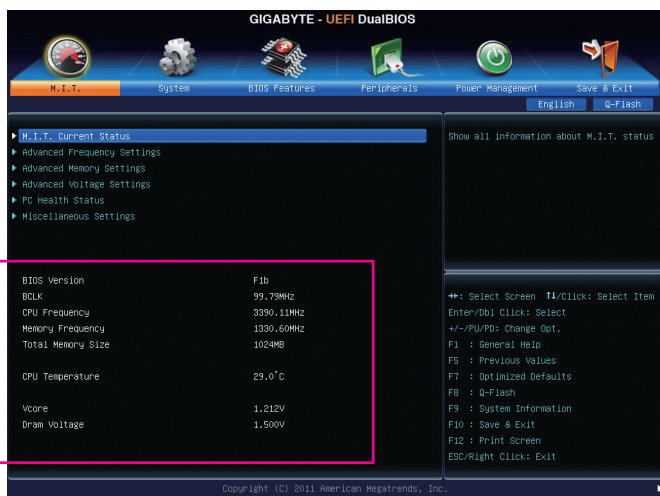 GIGABYTE - UEFI DualBIOS
M.I.T. System BIOS Features Peripherals Power Management Save & Exit
English Q-Flash
M.I.T. Current Status
Advanced Frequency Settings
Advanced Memory Settings
Advanced Voltage Settings
PC Health Status
Miscellaneous Settings
Show all information about M.I.T. status
BIOS Version F1b
BCLK 99.79MHz
CPU Frequency 3390.11MHz
Memory Frequency 1330.60MHz
Total Memory Size 1024MB
CPU Temperature 29.0°C
Vcore 1.212V
Dram Voltage 1.500V
→←: Select Screen ↑↓/Click: Select Item
Enter/Dbl Click: Select
+/-/PU/PD: Change Opt.
F1 : General Help
F5 : Previous Values
F7 : Optimized Defaults
F8 : Q-Flash
F9 : System Information
F10 : Save & Exit
F12 : Print Screen
ESC/Right Click: Exit
Copyright (C) 2011 American Megatrends, Inc.